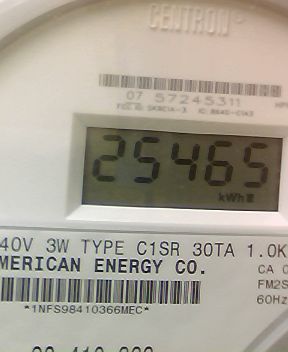 CENTRON
07 57245311
25465
kWh
40V 3W TYPE C1SR 30TA 1.0K
MERICAN ENERGY CO.
CA 0
FM2S
*1NFS98410366MEC*
60Hz